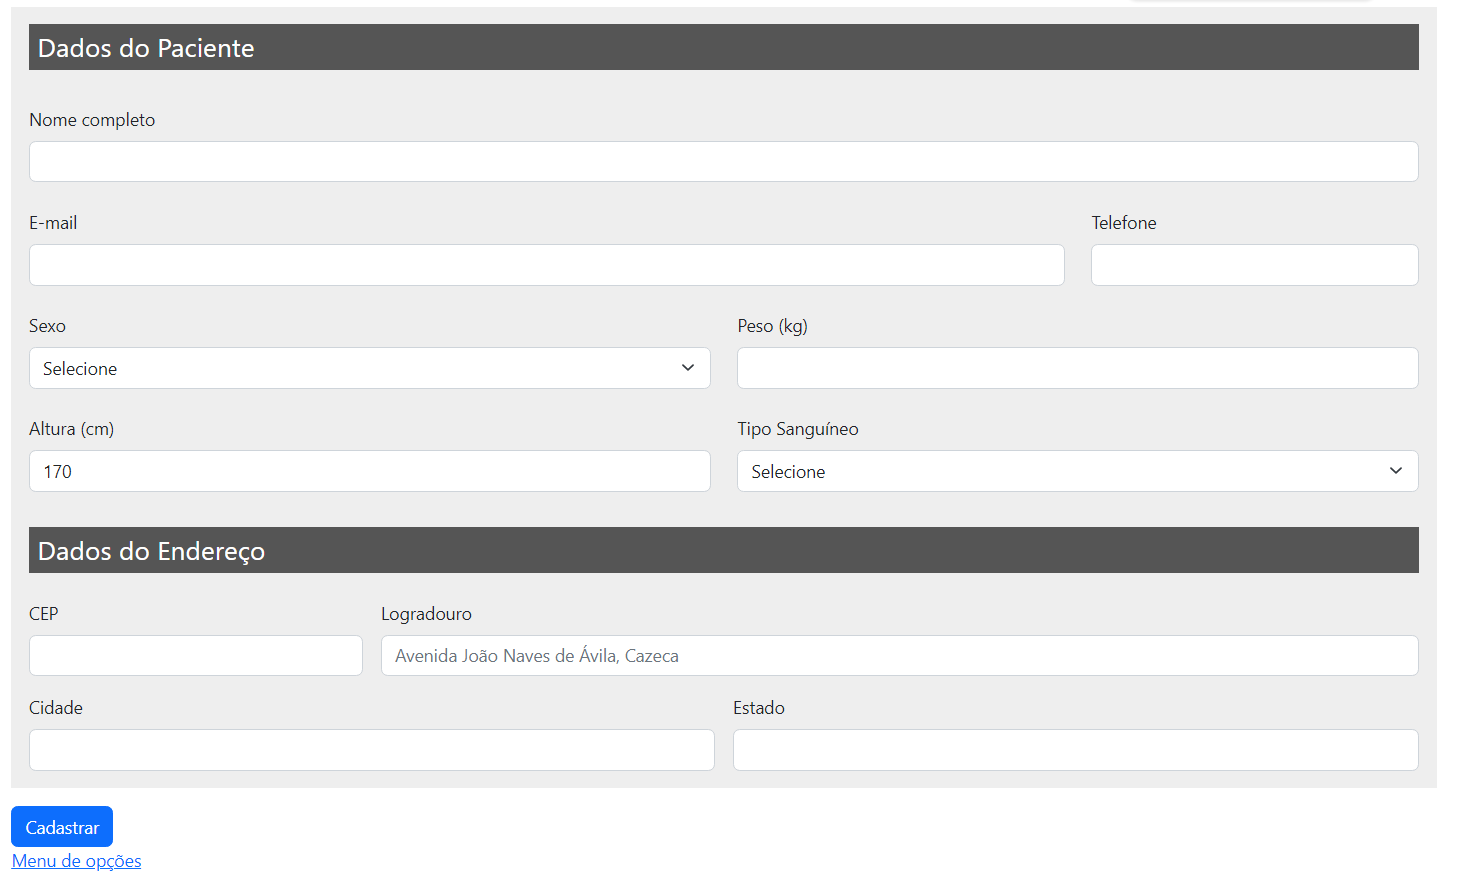 Dados do Paciente
Nome completo
E-mail Telefone
Sexo Peso (kg)
Selecione
Altura (cm) Tipo Sanguíneo
170 Selecione
Dados do Endereço
CEP Logradouro
Avenida João Naves de Ávila, Cazeca
Cidade Estado
Cadastrar
Menu de opções